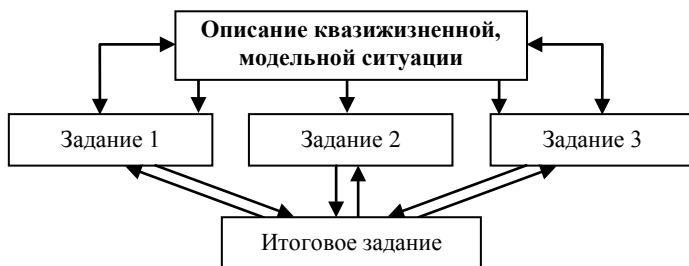 Описание квазижизненной,
модельной ситуации
Задание 1
Задание 2
Задание 3
Итоговое задание